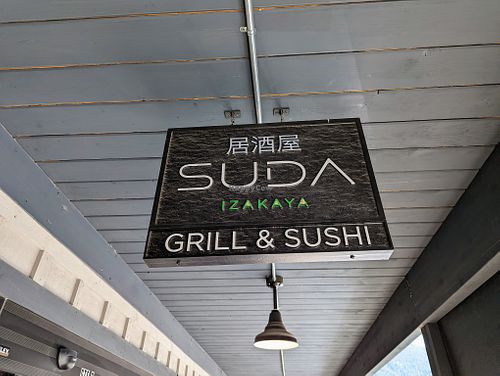 居酒屋
SUDA
IZAKAYA
GRILL & SUSHI